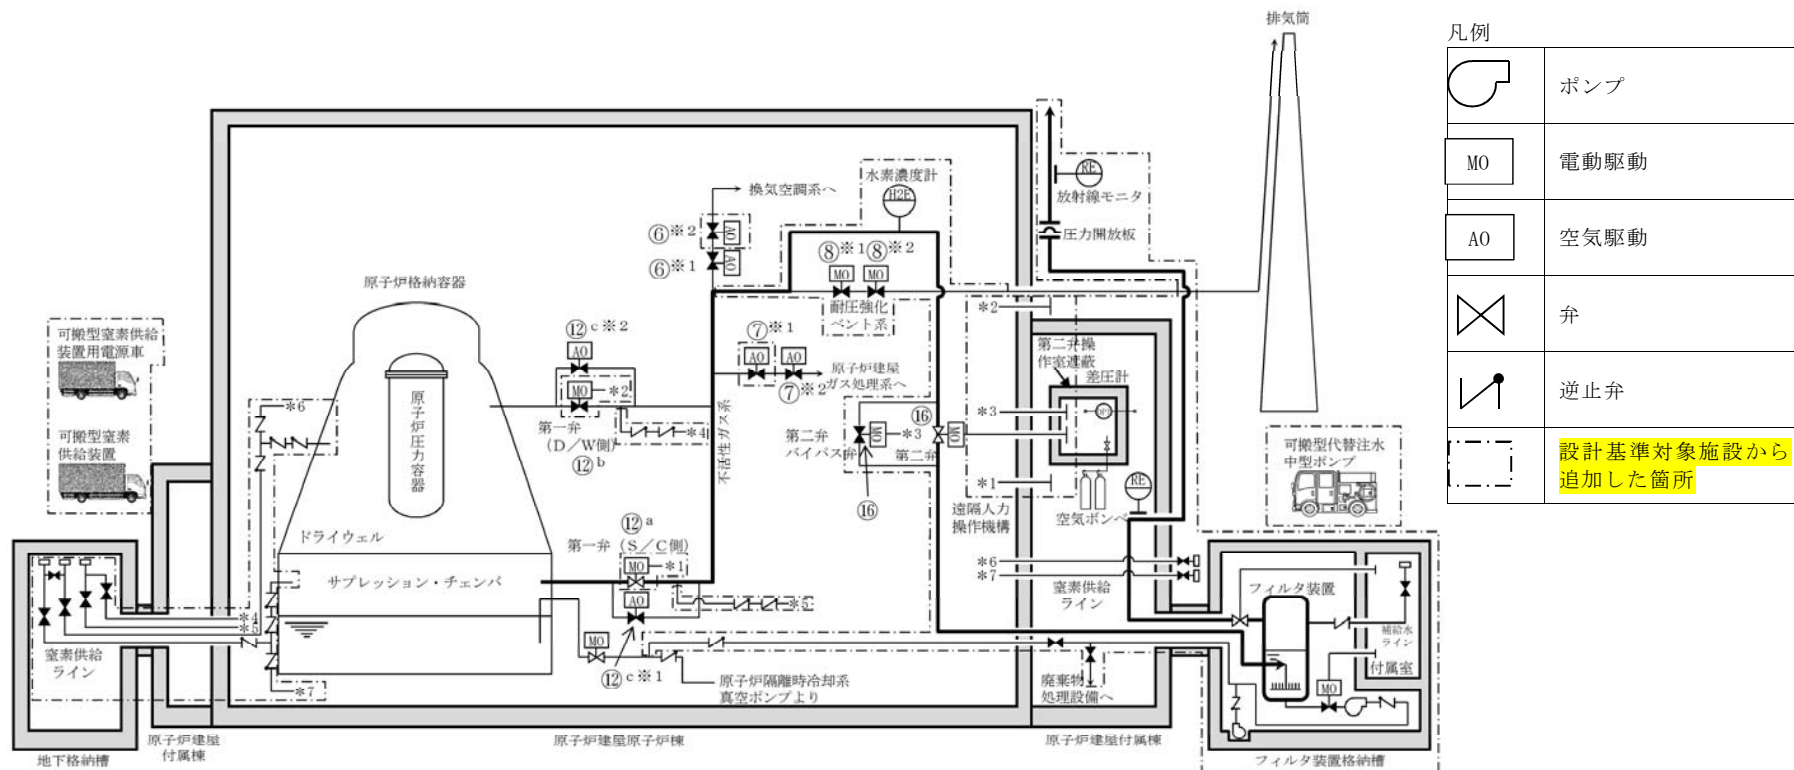 排気筒
凡例
ポンプ
MO
電動駆動
AO
空気駆動
弁
逆止弁
設計基準対象施設から
追加した箇所
水素濃度計
H2E
換気空調系へ
RE
放射線モニタ
圧力開放板
⑥※2
AO
⑥※1
AO
⑧※1
⑧※2
MO
MO
耐圧強化
ベント系
原子炉格納容器
原子炉圧力容器
ドライウェル
サプレッション・チェンバ
可搬型窒素供給
装置用電源車
可搬型窒素
供給装置
*6
⑫c※2
AO
MO
*2
第一弁
(D/W側)
⑫b
*4
不活性ガス系
⑦※1
AO
AO
⑦※2
原子炉建屋
ガス処理系へ
第二弁
バイパス弁
MO
*3
⑯
⑯
第二弁
MO
*2
*3
*1
遠隔人力
操作機構
第二弁操
作室遮蔽
差圧計
DPI
空気ボンベ
RE
可搬型代替注水
中型ポンプ
⑫a
第一弁(S/C側)
MO
*1
AO
*5
⑫c※1
MO
原子炉隔離時冷却系
真空ポンプより
*6
*7
窒素供給
ライン
廃棄物
処理設備へ
フィルタ装置
補給水
ライン
付属室
MO
*4
*5
窒素供給
ライン
*7
地下格納槽
原子炉建屋
付属棟
原子炉建屋原子炉棟
原子炉建屋付属棟
フィルタ装置格納槽